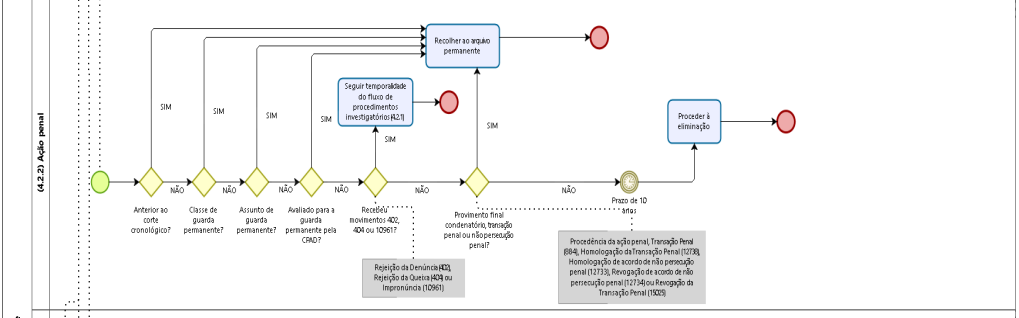 (4.2.2) Ação penal
Recolher ao arquivo
permanente
Seguir temporalidade
do fluxo de
procedimentos
investigatórios (4.2.1)
Proceder à
eliminação
SIM
SIM
SIM
SIM
SIM
SIM
NÃO
NÃO
NÃO
NÃO
NÃO
NÃO
Anterior ao
corte
cronológico?
Classe de
guarda
permanente?
Assunto de
guarda
permanente?
Avaliado para a
guarda
permanente pela
CPAD?
Recebeu
movimentos 402,
404 ou 10961?
Provimento final
condenatório, transação
penal ou não persecução
penal?
Prazo de 10
anos
Rejeição da Denúncia (402),
Rejeição da Queixa (404) ou
Impronúncia (10961)
Procedência da ação penal, Transação Penal
(884), Homologação da Transação Penal (12738),
Homologação de acordo de não persecução
penal (12733), Revogação de acordo de não
persecução penal (12734) ou Revogação da
Transação Penal (15025)